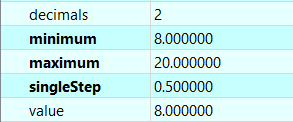 decimals 2
minimum 8.000000
maximum 20.000000
singleStep 0.500000
value 8.000000